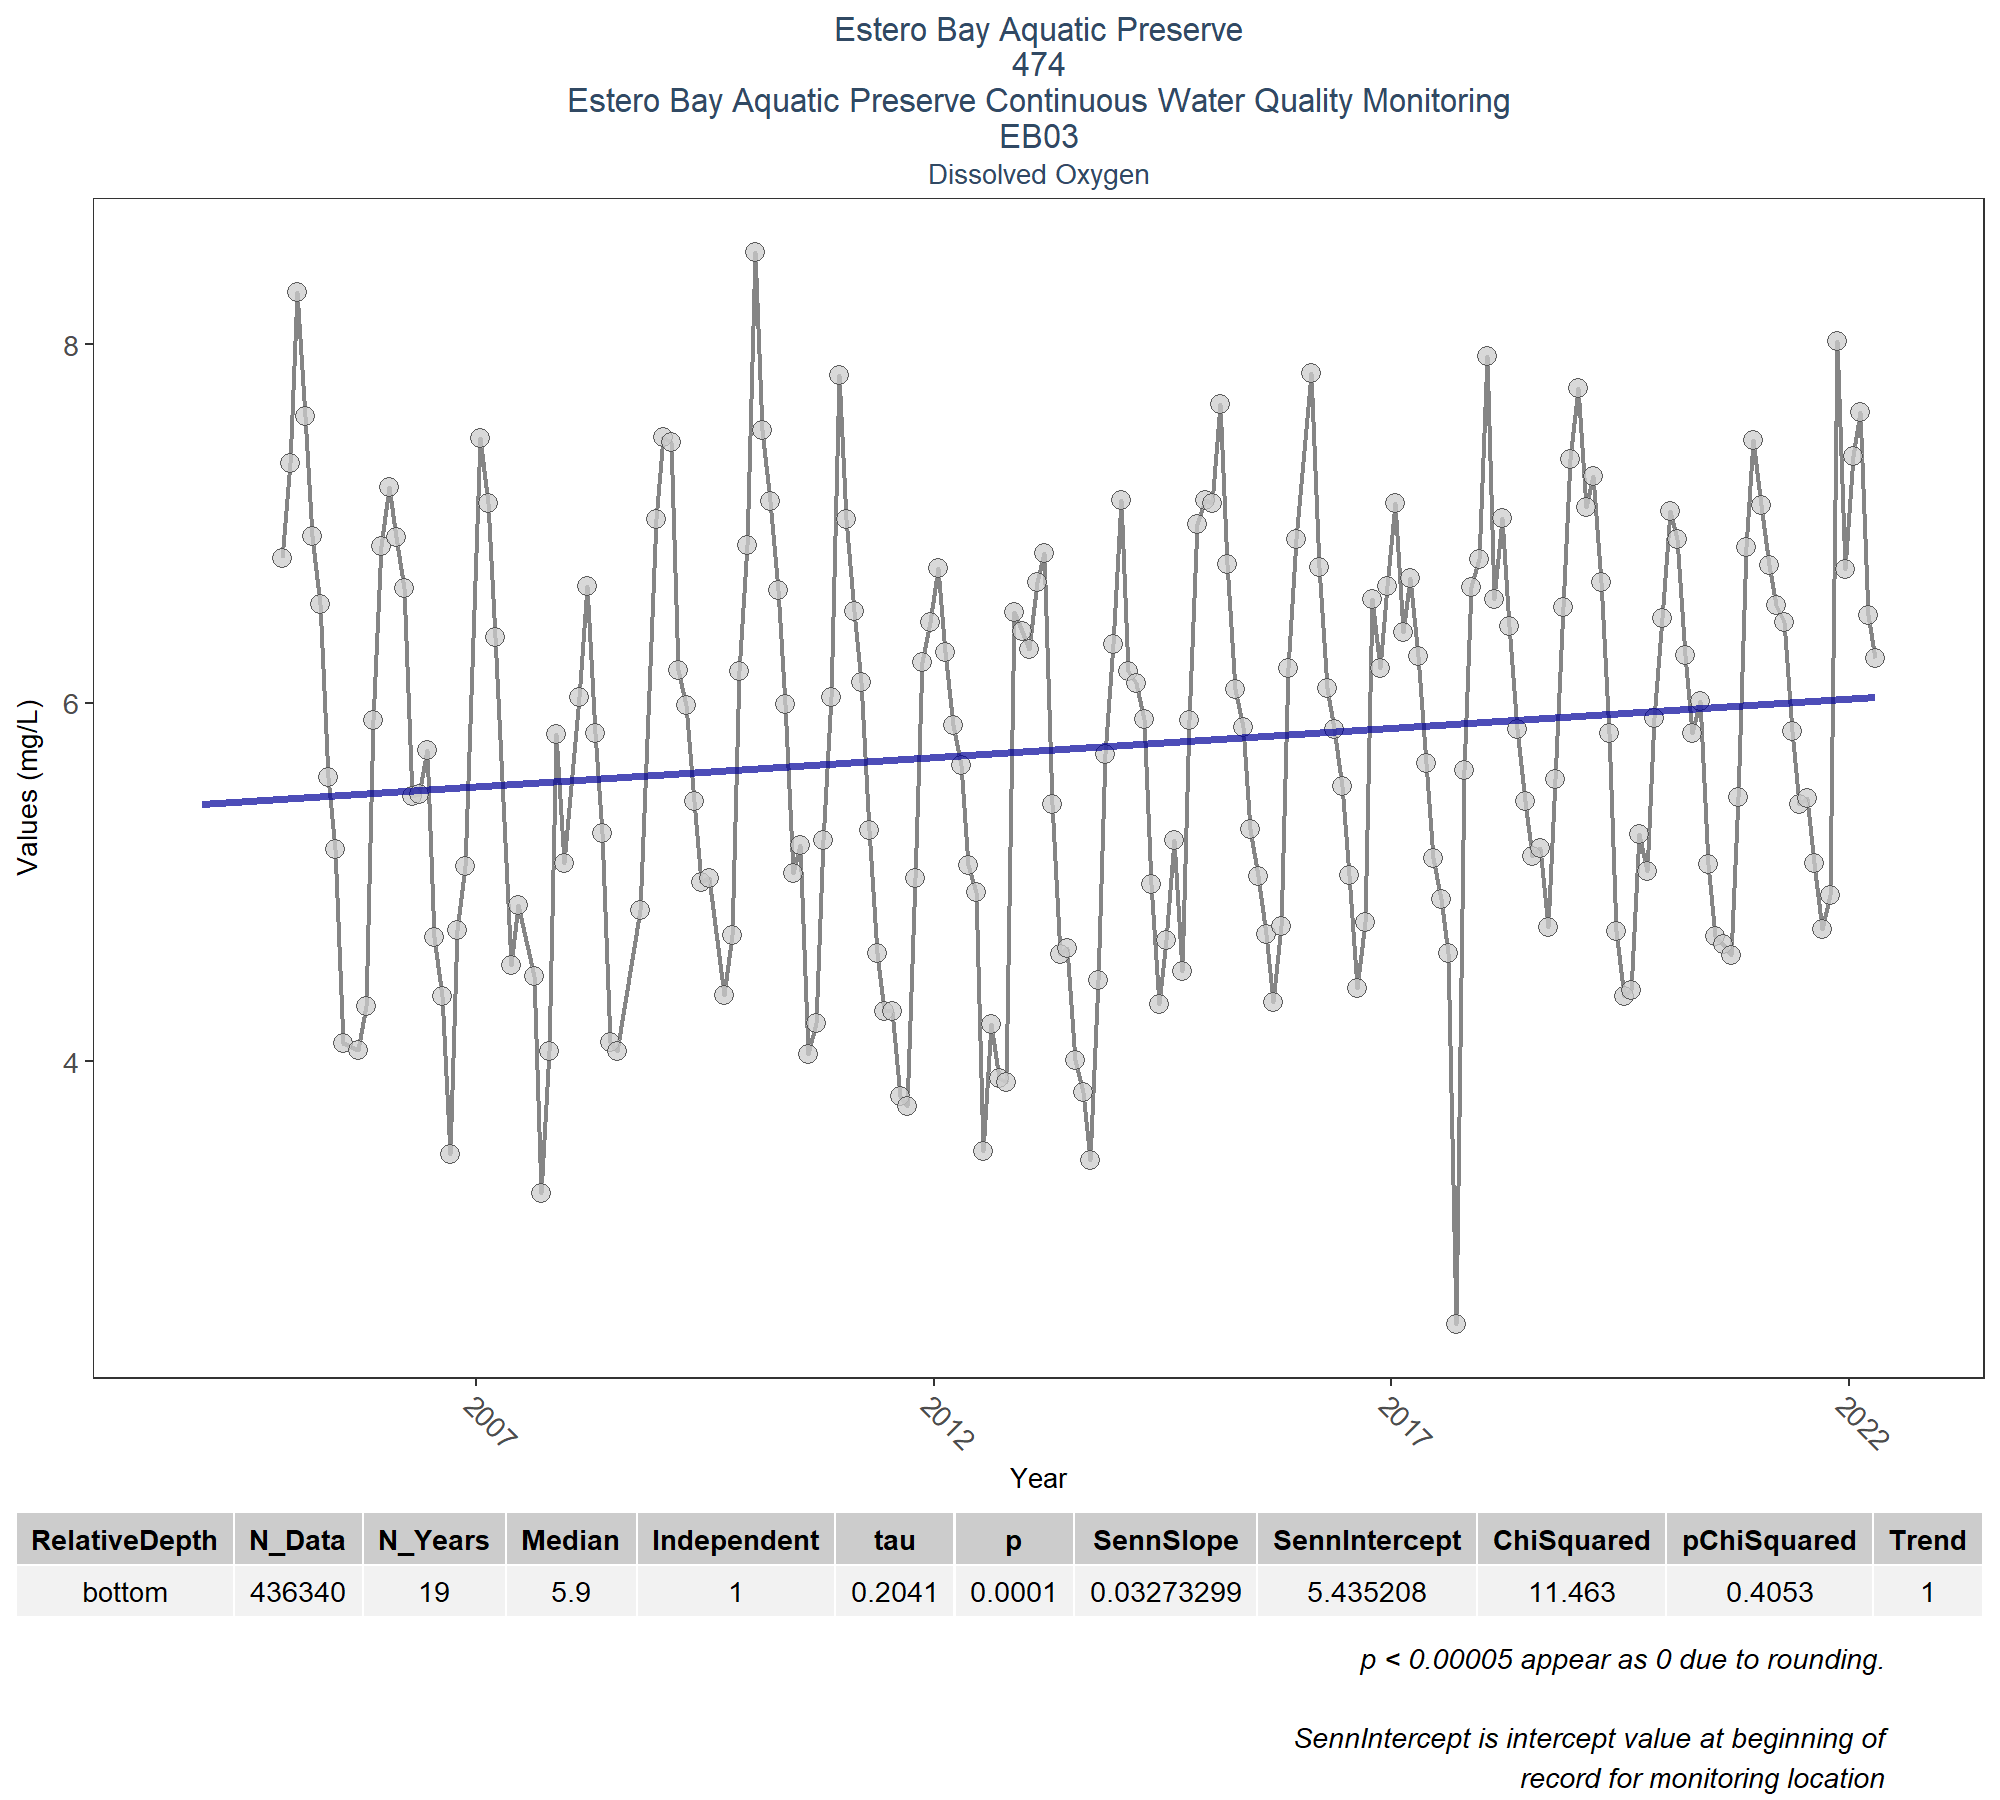 Estero Bay Aquatic Preserve
474
Estero Bay Aquatic Preserve Continuous Water Quality Monitoring
EB03
Dissolved Oxygen
8
6
4
Values (mg/L)
2007
2012
2017
2022
Year
RelativeDepth N_Data N_Years Median Independent tau p SennSlope SennIntercept ChiSquared pChiSquared Trend
bottom 436340 19 5.9 1 0.2041 0.0001 0.03273299 5.435208 11.463 0.4053 1
p < 0.00005 appear as 0 due to rounding.
SennIntercept is intercept value at beginning of
record for monitoring location